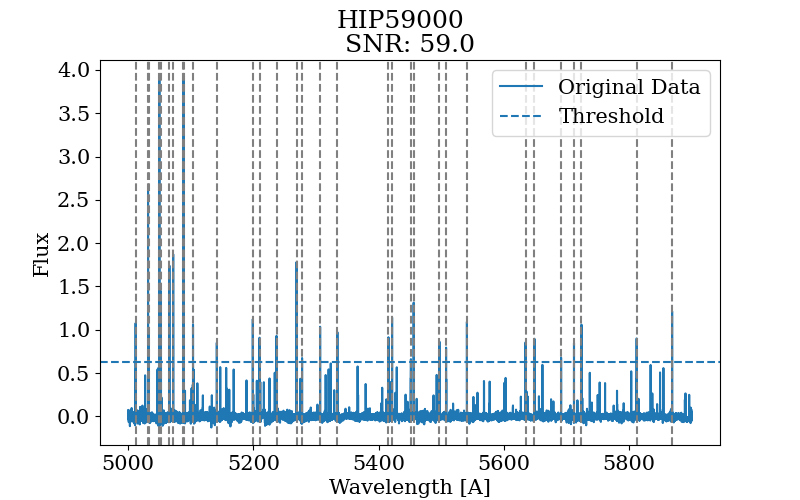 HIP59000
SNR: 59.0
Original Data
Threshold
4.0
3.5
3.0
2.5
2.0
1.5
1.0
0.5
0.0
Flux
5000 5200 5400 5600 5800
Wavelength [A]